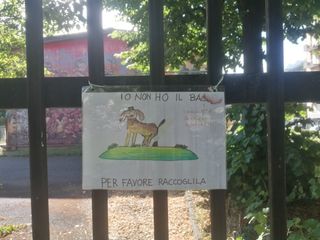 IO NON HO IL
PER FAVORE RACCOGLILA